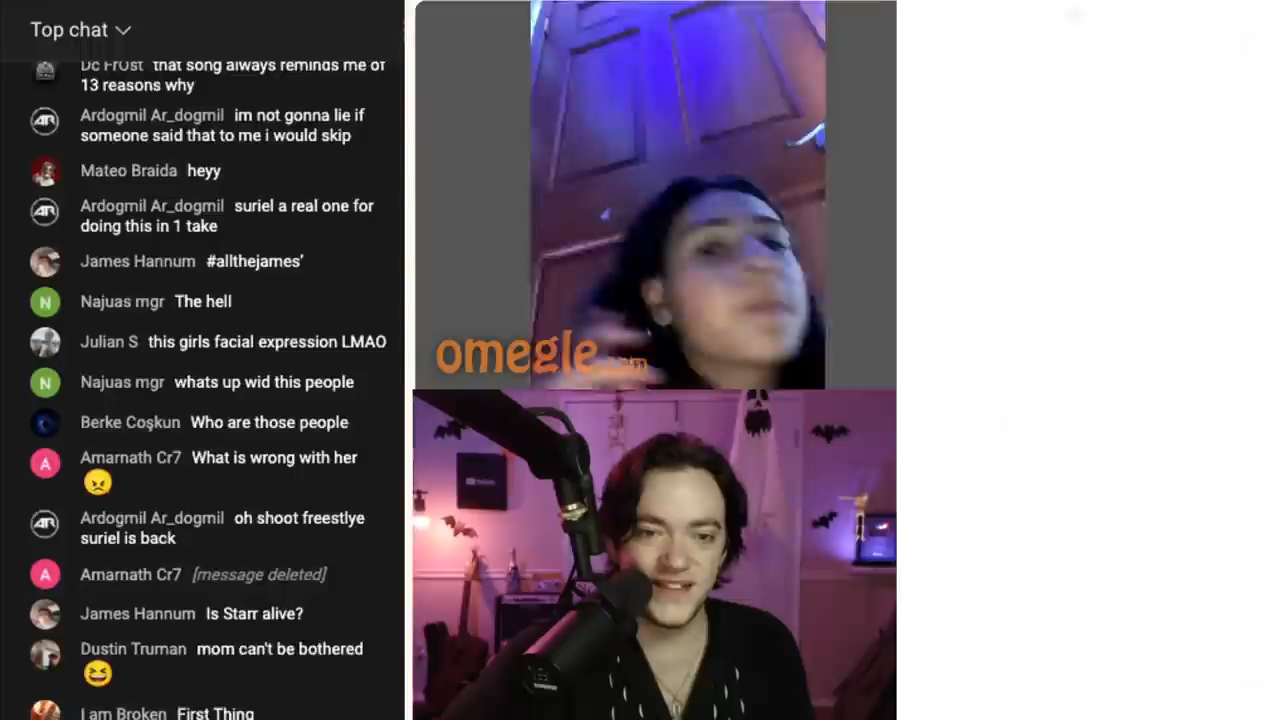 Top chat
Dc Fr0st that song always reminds me of
13 reasons why
Ardogmil Ar_dogmil im not gonna lie if
someone said that to me i would skip
Mateo Braida heyy
Ardogmil Ar_dogmil suriel a real one for
doing this in 1 take
James Hannum #allthejames'
N Najuas mgr The hell
Julian S this girls facial expression LMAO
N Najuas mgr whats up wid this people
Berke Coşkun Who are those people
A Amarnath Cr7 What is wrong with her
😠
Ardogmil Ar_dogmil oh shoot freestlye
suriel is back
A Amarnath Cr7 [message deleted]
James Hannum Is Starr alive?
Dustin Truman mom can't be bothered
😆
I am Broken First Thing
omegle.com